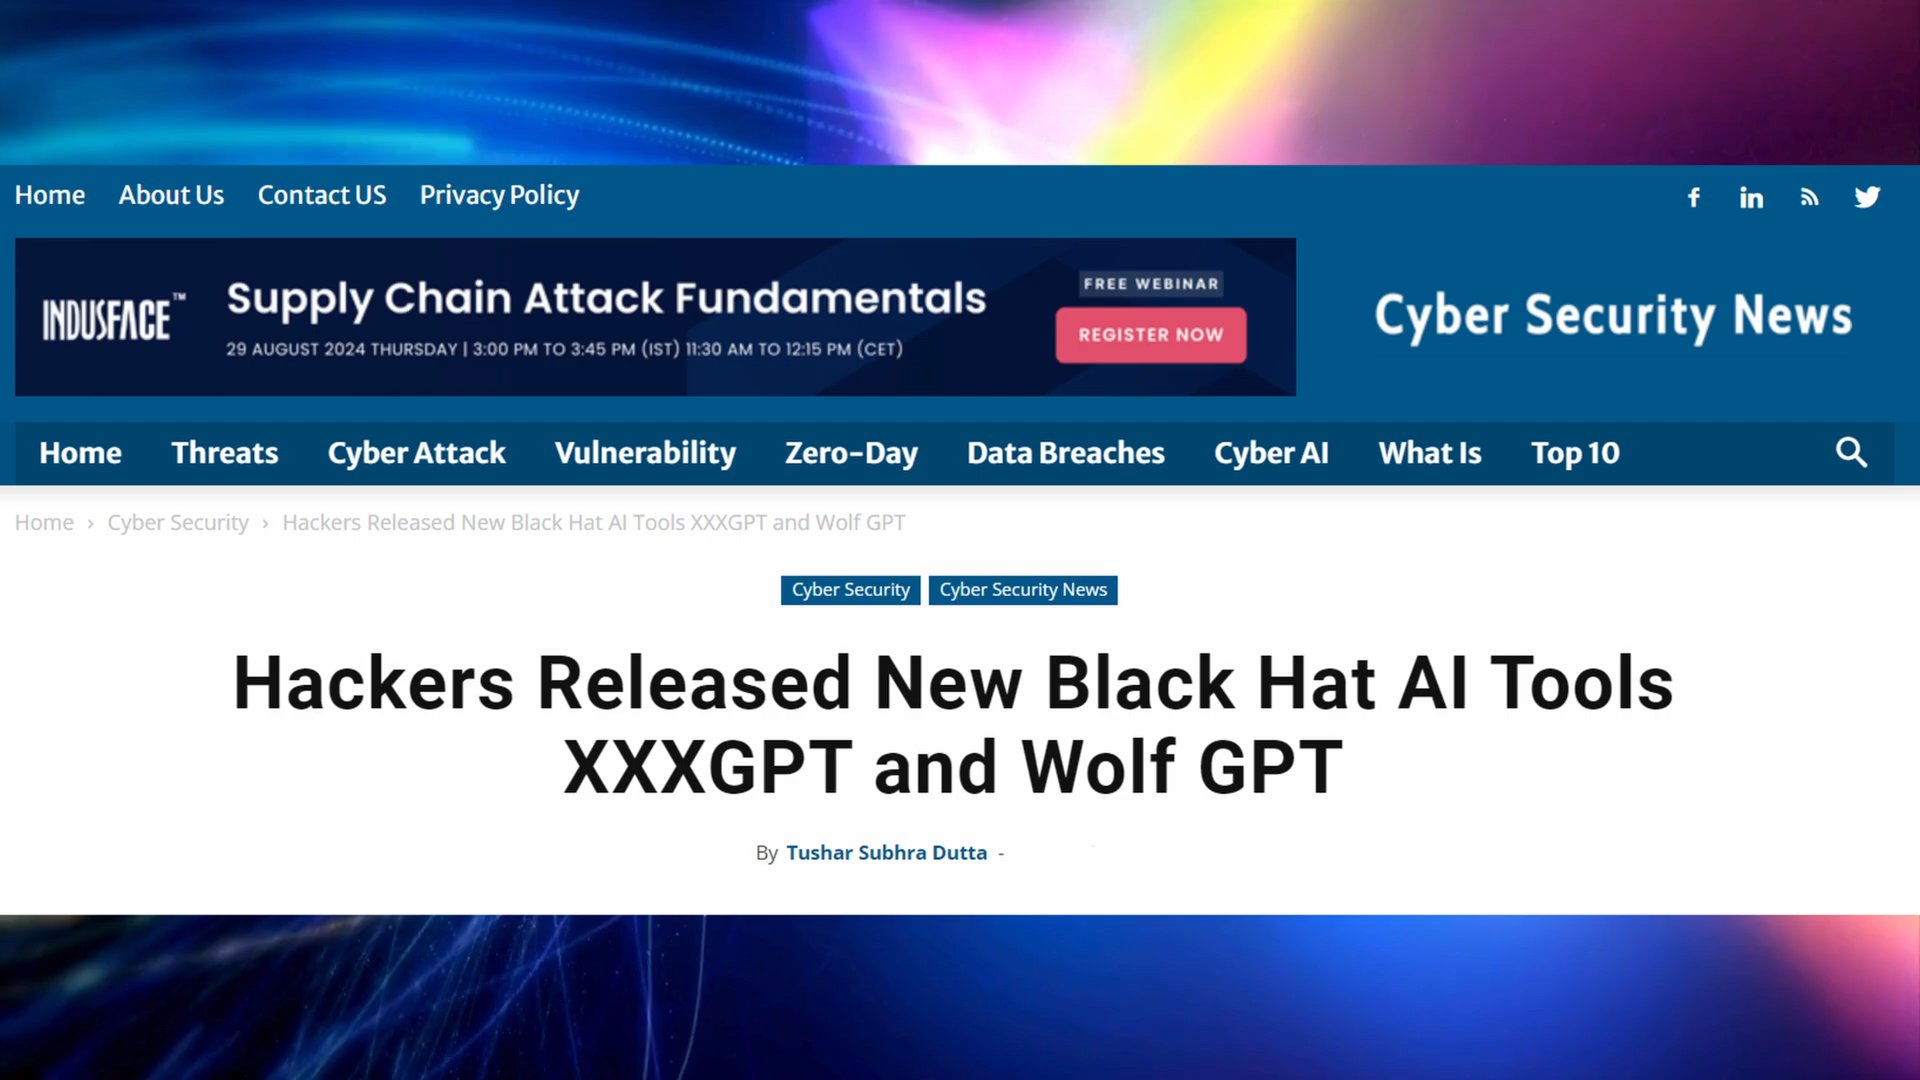 Home About Us Contact US Privacy Policy
INDUSFACE™
Supply Chain Attack Fundamentals
29 AUGUST 2024 THURSDAY | 3:00 PM TO 3:45 PM (IST) 11:30 AM TO 12:15 PM (CET)
FREE WEBINAR
REGISTER NOW
Cyber Security News
Home Threats Cyber Attack Vulnerability Zero-Day Data Breaches Cyber AI What Is Top 10
Home › Cyber Security › Hackers Released New Black Hat AI Tools XXXGPT and Wolf GPT
Cyber Security Cyber Security News
Hackers Released New Black Hat AI Tools
XXXGPT and Wolf GPT
By Tushar Subhra Dutta -